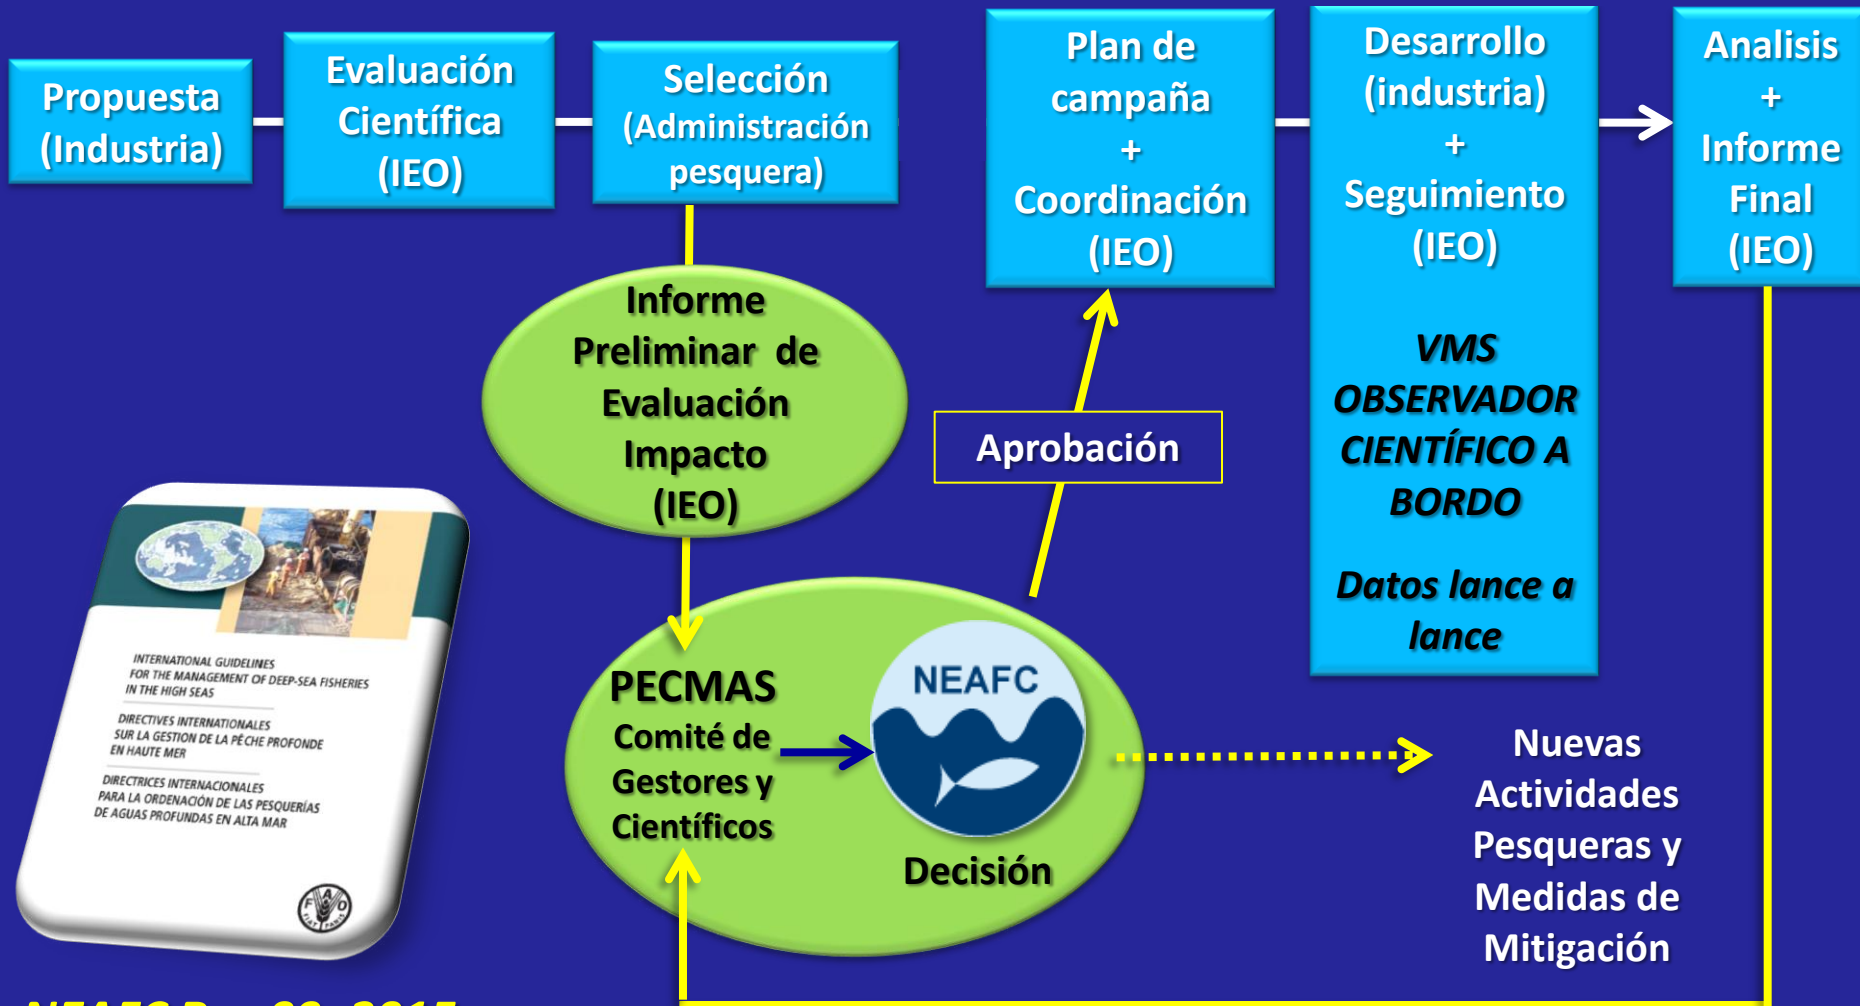 Propuesta
(Industria)
Evaluación
Científica
(IEO)
Selección
(Administración
pesquera)
Plan de
campaña
+
Coordinación
(IEO)
Desarrollo
(industria)
+
Seguimiento
(IEO)
VMS
OBSERVADOR
CIENTÍFICO A
BORDO
Datos lance a
lance
Analisis
+
Informe
Final
(IEO)
Informe
Preliminar de
Evaluación
Impacto
(IEO)
Aprobación
PECMAS
Comité de
Gestores y
Científicos
NEAFC
Decisión
Nuevas
Actividades
Pesqueras y
Medidas de
Mitigación
INTERNATIONAL GUIDELINES
FOR THE MANAGEMENT OF DEEP-SEA FISHERIES
IN THE HIGH SEAS
DIRECTIVES INTERNATIONALES
SUR LA GESTION DE LA PÊCHE PROFONDE
EN HAUTE MER
DIRECTRICES INTERNACIONALES
PARA LA ORDENACIÓN DE LAS PESQUERÍAS
DE AGUAS PROFUNDAS EN ALTA MAR
FAO
FIAT PANIS